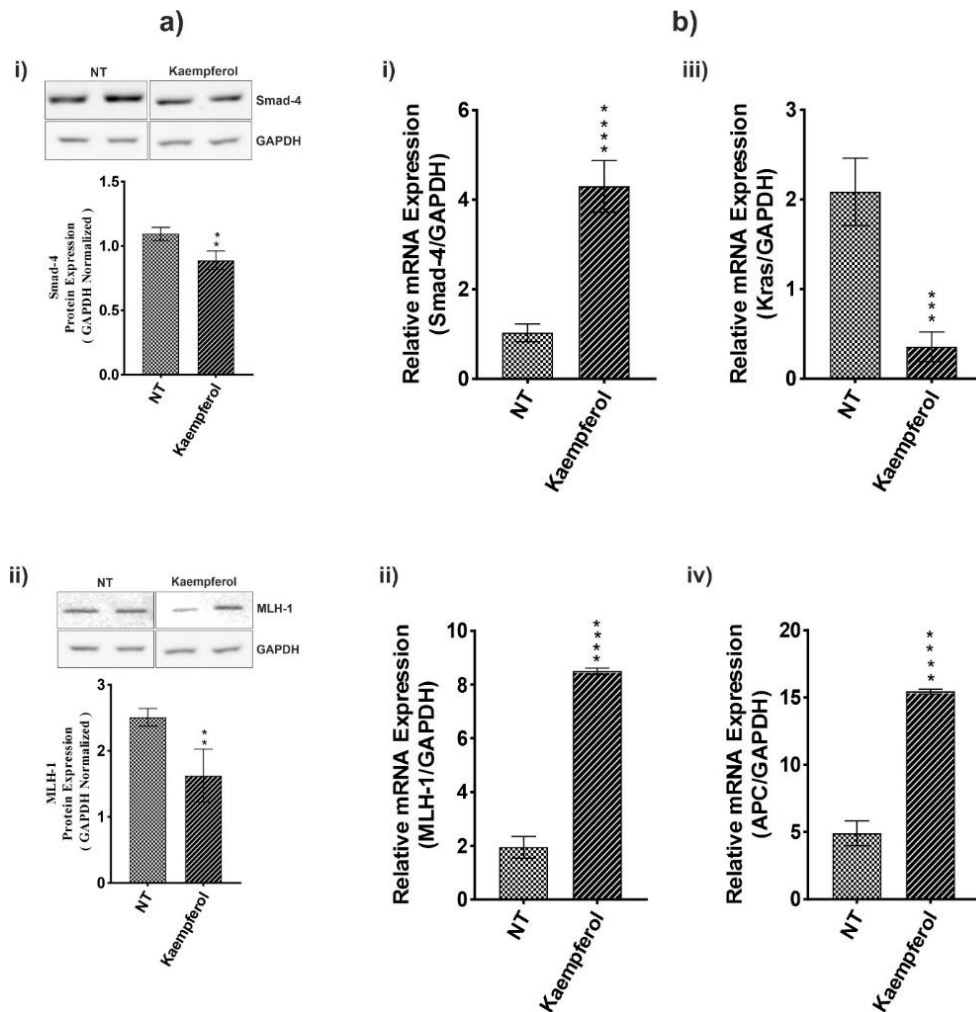 a)
i)
NT Kaempferol
Smad-4
GAPDH
Smad-4
Protein Expression
( GAPDH Normalized )
1.5
1.0
0.5
0.0
**
NT
Kaempferol
ii)
NT Kaempferol
MLH-1
GAPDH
MLH-1
Protein Expression
( GAPDH Normalized )
3
2
1
0
**
NT
Kaempferol
b)
i)
Relative mRNA Expression
(Smad-4/GAPDH)
6
4
2
0
****
NT
Kaempferol
iii)
Relative mRNA Expression
(Kras/GAPDH)
3
2
1
0
***
NT
Kaempferol
ii)
Relative mRNA Expression
(MLH-1/GAPDH)
10
8
6
4
2
0
****
NT
Kaempferol
iv)
Relative mRNA Expression
(APC/GAPDH)
20
15
10
5
0
****
NT
Kaempferol